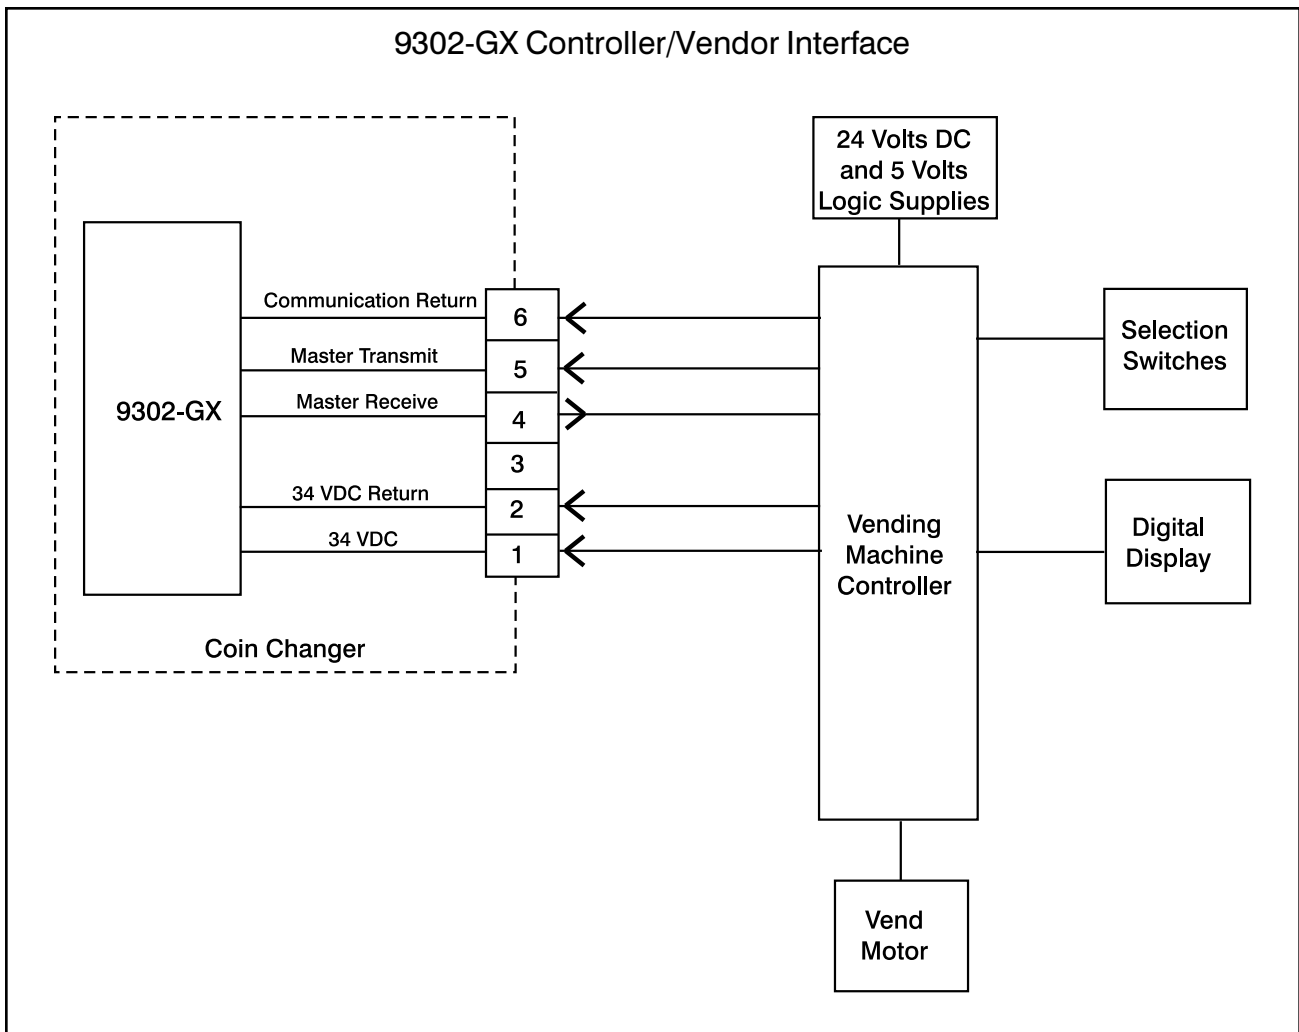 9302-GX Controller/Vendor Interface
24 Volts DC
and 5 Volts
Logic Supplies
Communication Return
6
Master Transmit
5
Master Receive
4
9302-GX
3
34 VDC Return
2
34 VDC
1
Coin Changer
Vending
Machine
Controller
Selection
Switches
Digital
Display
Vend
Motor